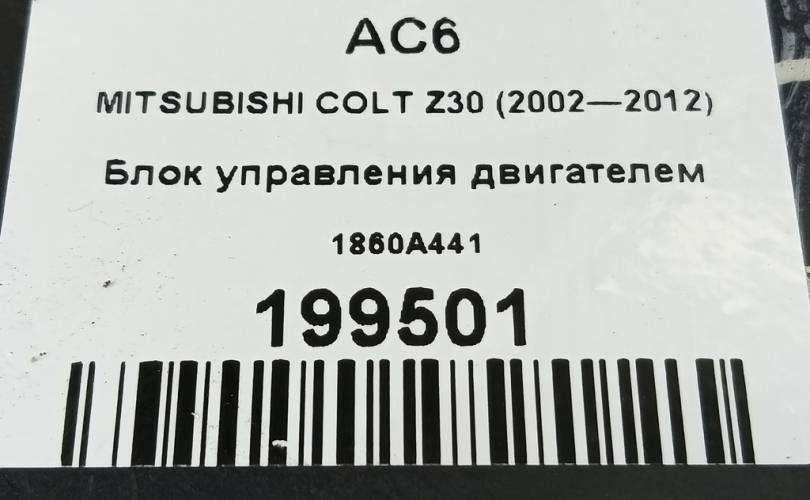 AC6
MITSUBISHI COLT Z30 (2002—2012)
Блок управления двигателем
1860A441
199501